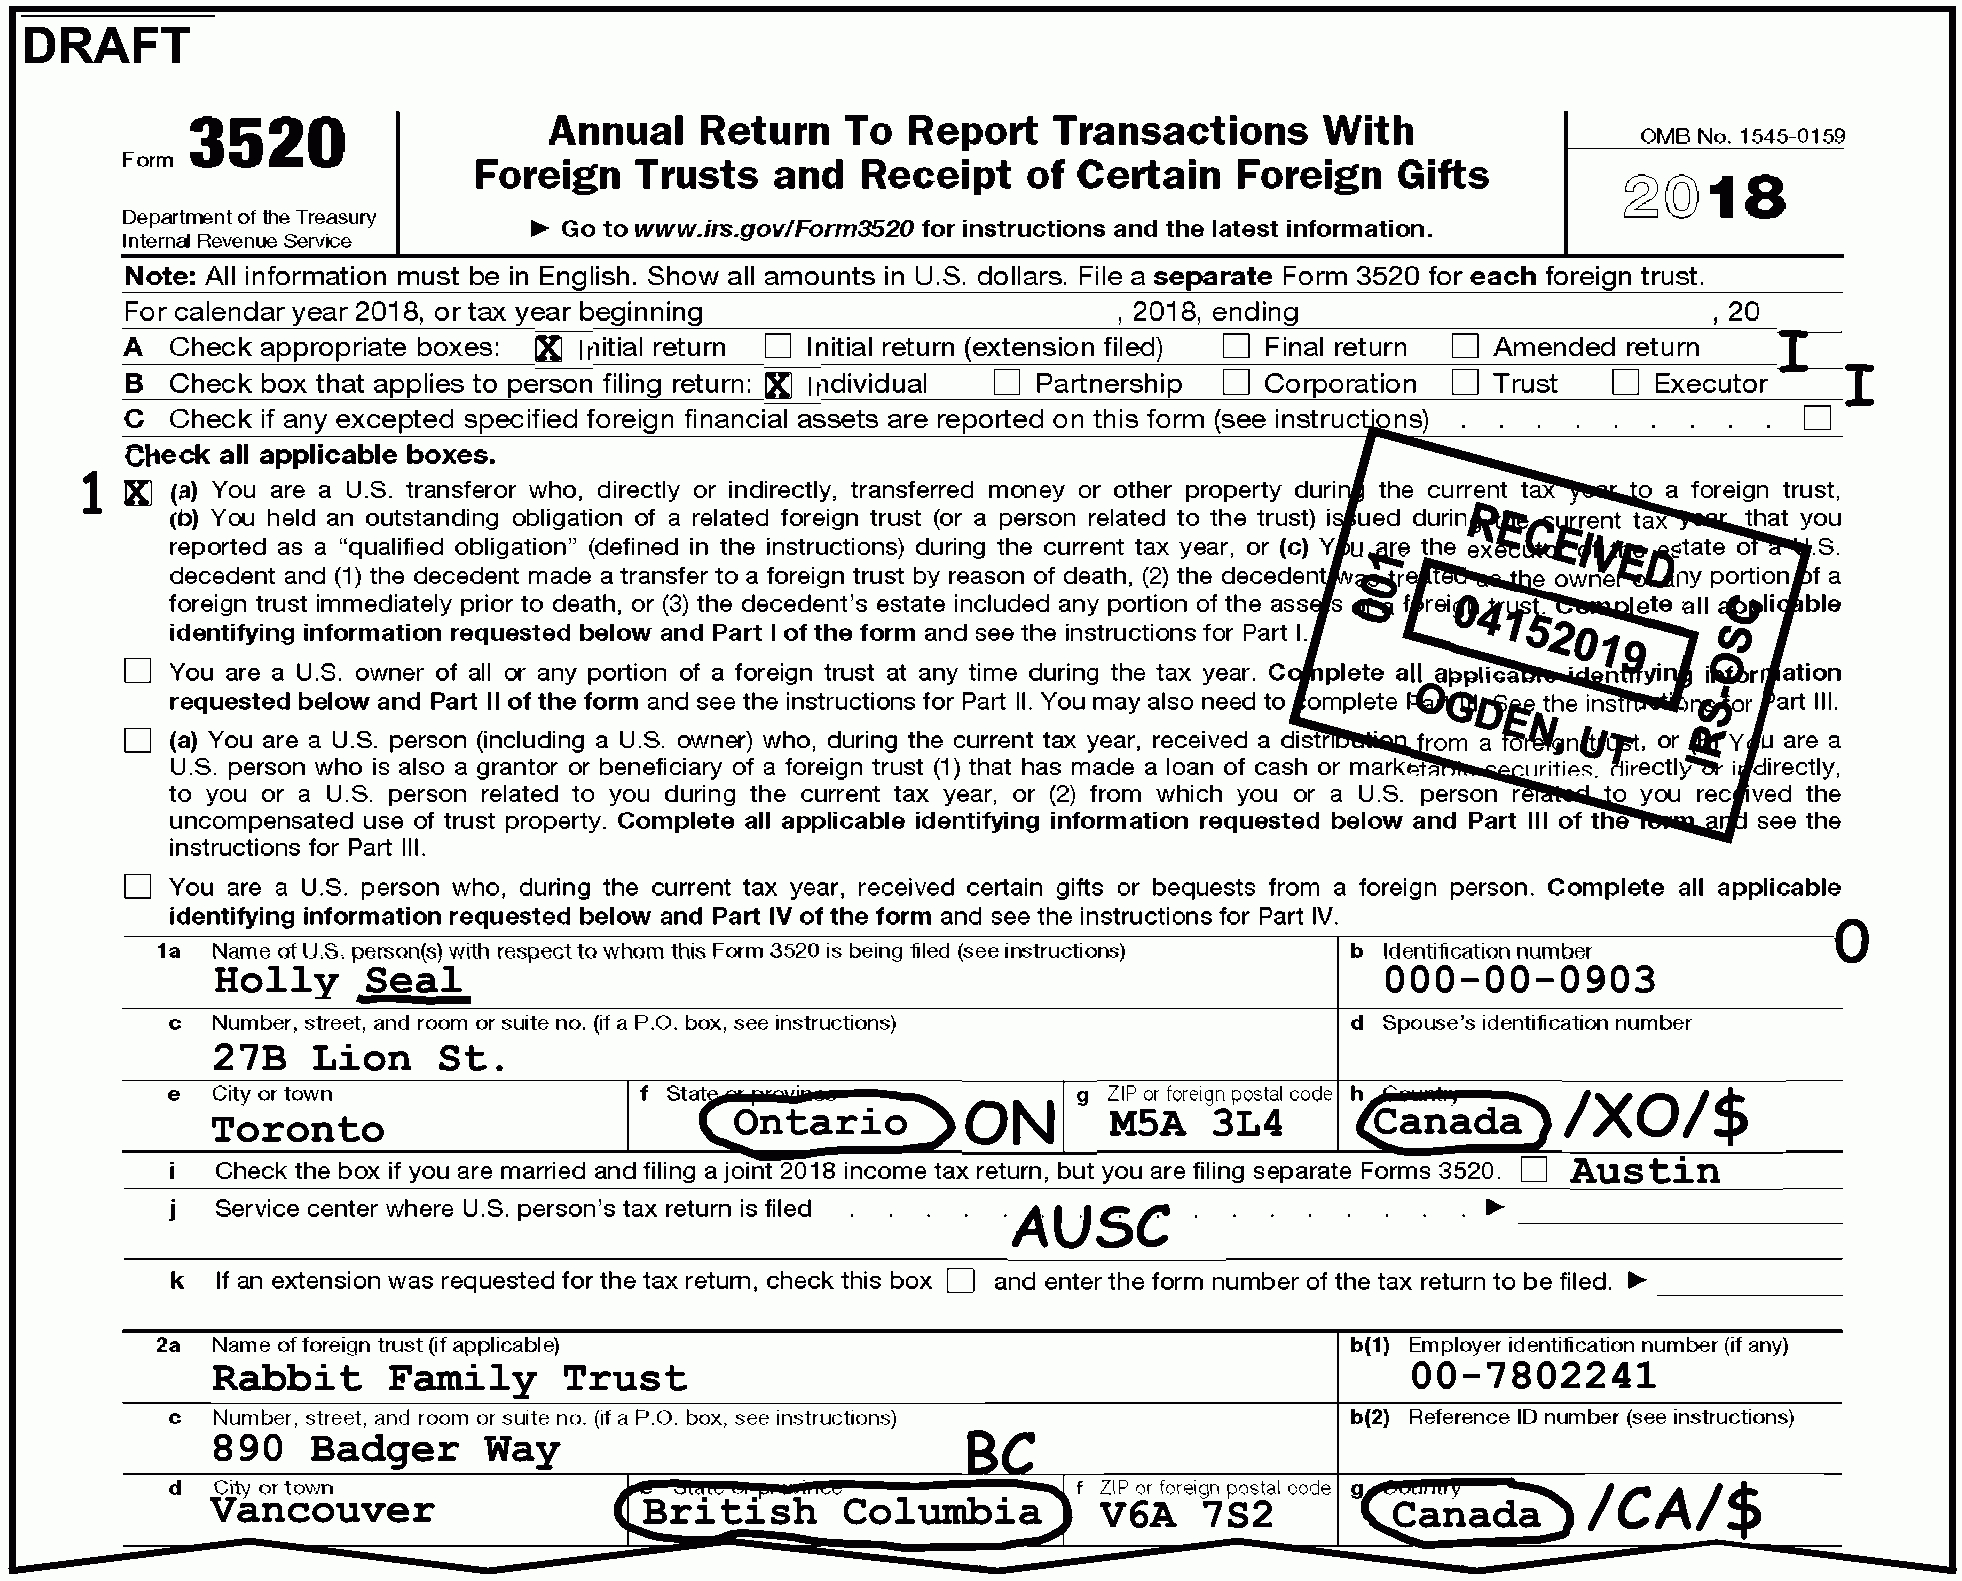 DRAFT
Form 3520
Department of the Treasury
Internal Revenue Service
Annual Return To Report Transactions With
Foreign Trusts and Receipt of Certain Foreign Gifts
► Go to www.irs.gov/Form3520 for instructions and the latest information.
OMB No. 1545-0159
2018
Note: All information must be in English. Show all amounts in U.S. dollars. File a separate Form 3520 for each foreign trust.
For calendar year 2018, or tax year beginning , 2018, ending , 20
A Check appropriate boxes: X Initial return Initial return (extension filed) Final return Amended return I
B Check box that applies to person filing return: X Individual Partnership Corporation Trust Executor I
C Check if any excepted specified foreign financial assets are reported on this form (see instructions) . . . . . . . . .
Check all applicable boxes.
1 X (a) You are a U.S. transferor who, directly or indirectly, transferred money or other property during the current tax year to a foreign trust,
(b) You held an outstanding obligation of a related foreign trust (or a person related to the trust) issued during the current tax year, that you
reported as a “qualified obligation” (defined in the instructions) during the current tax year, or (c) You are the executor of the estate of a U.S.
decedent and (1) the decedent made a transfer to a foreign trust by reason of death, (2) the decedent was treated as the owner of any portion of a
foreign trust immediately prior to death, or (3) the decedent’s estate included any portion of the assets of a foreign trust. Complete all applicable
identifying information requested below and Part I of the form and see the instructions for Part I.
RECEIVED
001
04152019
IRS-OSC
OGDEN, UT
You are a U.S. owner of all or any portion of a foreign trust at any time during the tax year. Complete all applicable identifying information
requested below and Part II of the form and see the instructions for Part II. You may also need to complete Part III. See the instructions for Part III.
(a) You are a U.S. person (including a U.S. owner) who, during the current tax year, received a distribution from a foreign trust, or (b) You are a
U.S. person who is also a grantor or beneficiary of a foreign trust (1) that has made a loan of cash or marketable securities, directly or indirectly,
to you or a U.S. person related to you during the current tax year, or (2) from which you or a U.S. person related to you received the
uncompensated use of trust property. Complete all applicable identifying information requested below and Part III of the form and see the
instructions for Part III.
You are a U.S. person who, during the current tax year, received certain gifts or bequests from a foreign person. Complete all applicable
identifying information requested below and Part IV of the form and see the instructions for Part IV.
1a Name of U.S. person(s) with respect to whom this Form 3520 is being filed (see instructions) b Identification number O
Holly Seal 000-00-0903
c Number, street, and room or suite no. (if a P.O. box, see instructions) d Spouse’s identification number
27B Lion St.
e City or town f State or province g ZIP or foreign postal code h Country
Toronto Ontario ON M5A 3L4 Canada /XO/$
i Check the box if you are married and filing a joint 2018 income tax return, but you are filing separate Forms 3520. Austin
j Service center where U.S. person’s tax return is filed . . . . . . . . . . . . . . ►
AUSC
k If an extension was requested for the tax return, check this box and enter the form number of the tax return to be filed. ►
2a Name of foreign trust (if applicable) b(1) Employer identification number (if any)
Rabbit Family Trust 00-7802241
c Number, street, and room or suite no. (if a P.O. box, see instructions) b(2) Reference ID number (see instructions)
890 Badger Way BC
d City or town e State or province f ZIP or foreign postal code g Country
Vancouver British Columbia V6A 7S2 Canada /CA/$